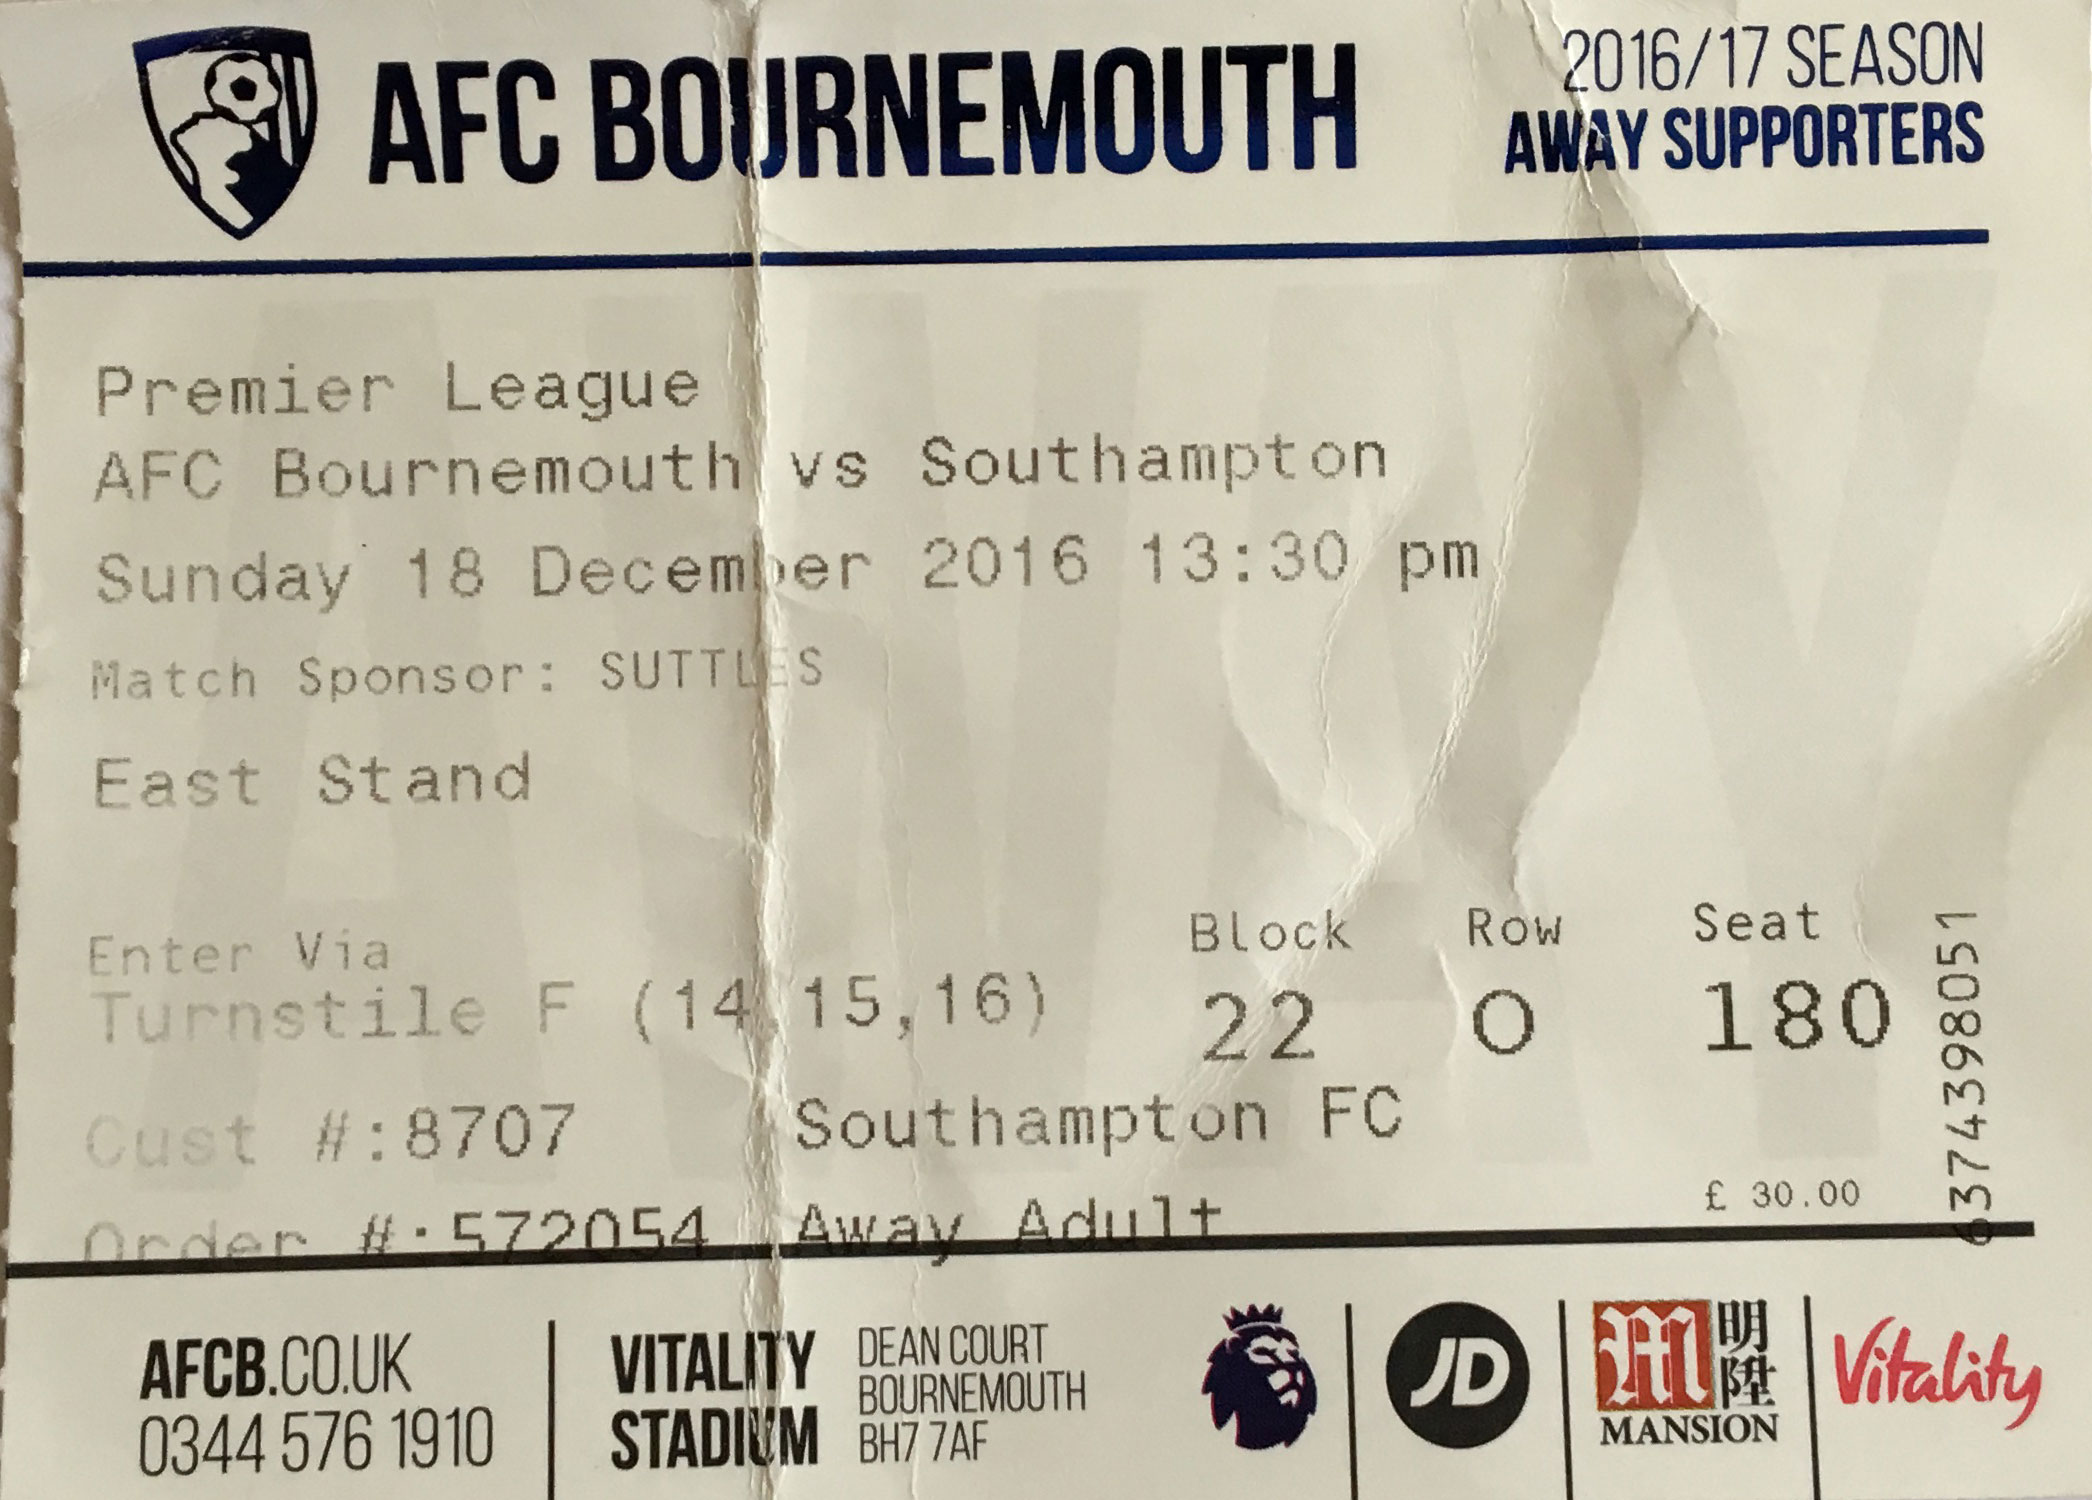 AFC BOURNEMOUTH
2016/17 SEASON
AWAY SUPPORTERS
Premier League
AFC Bournemouth vs Southampton
Sunday 18 December 2016 13:30 pm
Match Sponsor: SUTTLES
East Stand
Enter Via
Turnstile F (14,15,16)
Block Row Seat
22 O 180
Cust #:8707 Southampton FC
£ 30.00
Order #:572054 Away Adult
6374398051
AFCB.CO.UK
0344 576 1910
VITALITY
STADIUM
DEAN COURT
BOURNEMOUTH
BH7 7AF
JD
M 明陞
MANSION
Vitality